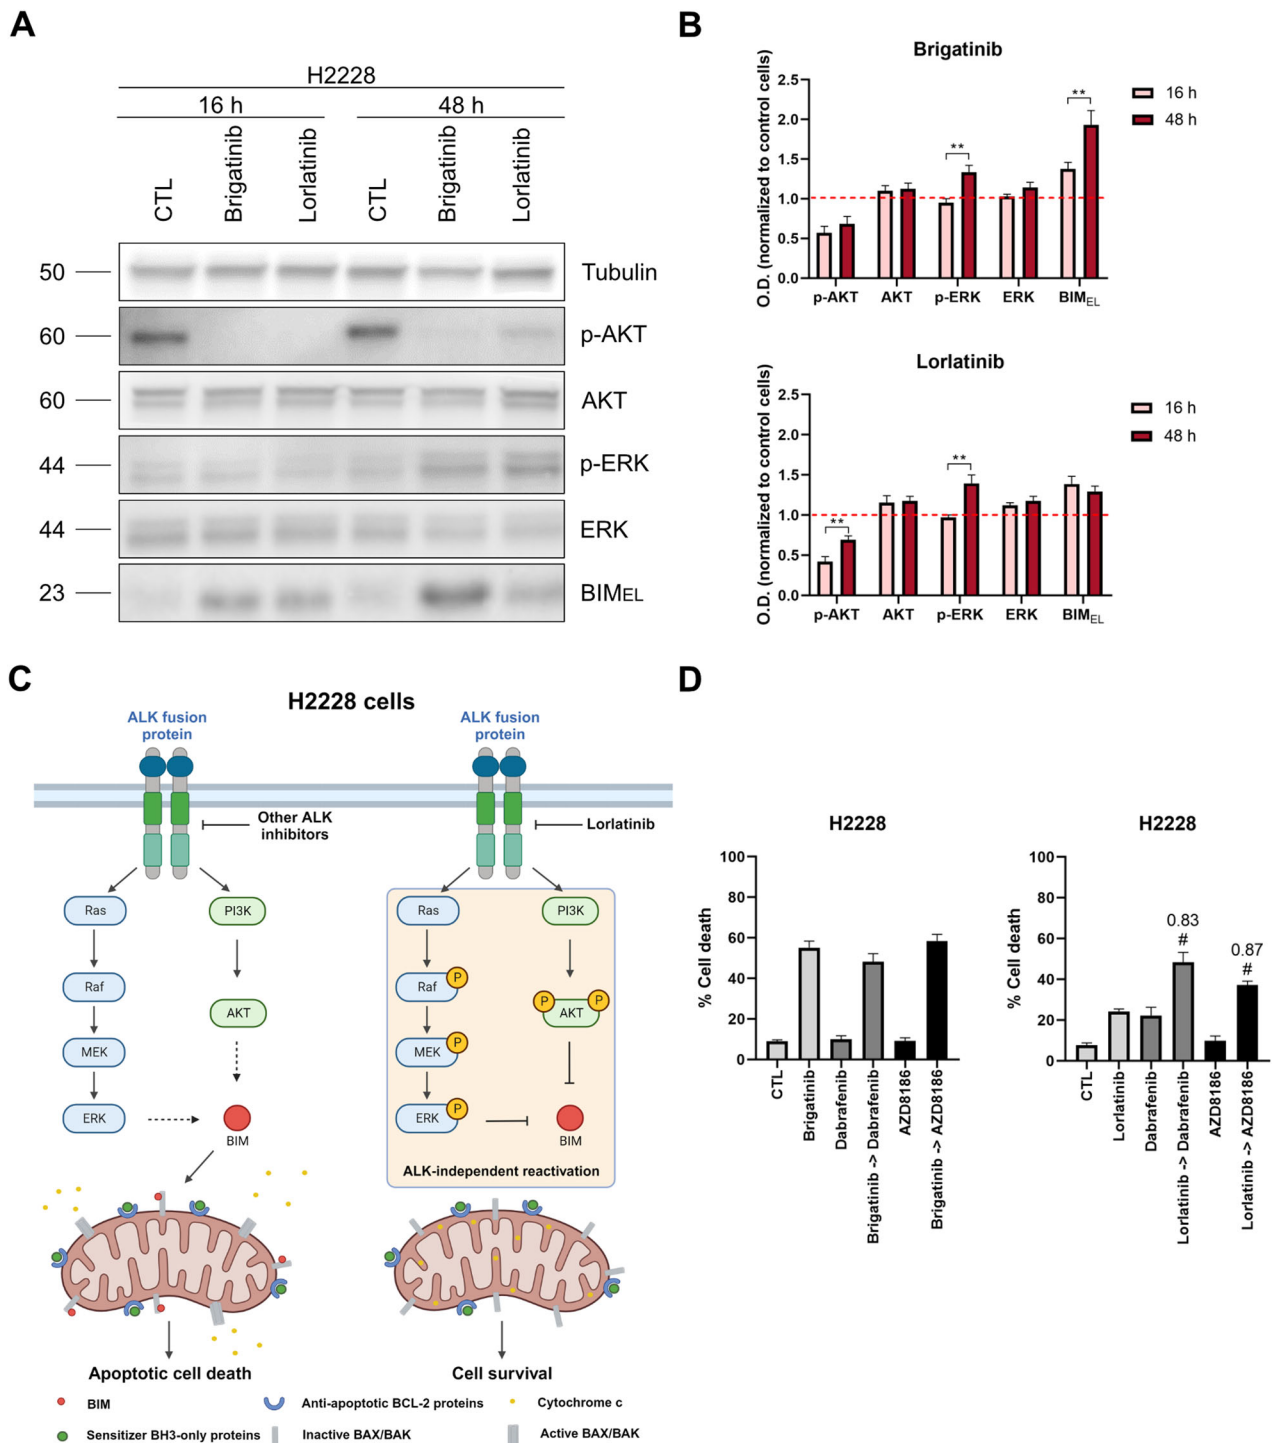 A
H2228
16 h
48 h
CTL
Brigatinib
Lorlatinib
CTL
Brigatinib
Lorlatinib
50
Tubulin
60
p-AKT
60
AKT
44
p-ERK
44
ERK
23
BIMEL
B
Brigatinib
O.D. (normalized to control cells)
2.5
2.0
1.5
1.0
0.5
0.0
**
**
16 h
48 h
p-AKT
AKT
p-ERK
ERK
BIMEL
Lorlatinib
O.D. (normalized to control cells)
2.5
2.0
1.5
1.0
0.5
0.0
**
**
16 h
48 h
p-AKT
AKT
p-ERK
ERK
BIMEL
C
H2228 cells
ALK fusion
protein
Other ALK
inhibitors
Ras
PI3K
Raf
AKT
MEK
ERK
BIM
Apoptotic cell death
ALK fusion
protein
Lorlatinib
Ras
PI3K
Raf
P
P
AKT
P
MEK
P
ERK
P
BIM
ALK-independent reactivation
Cell survival
BIM
Anti-apoptotic BCL-2 proteins
Cytochrome c
Sensitizer BH3-only proteins
Inactive BAX/BAK
Active BAX/BAK
D
H2228
% Cell death
100
80
60
40
20
0
CTL
Brigatinib
Dabrafenib
Brigatinib -> Dabrafenib
AZD8186
Brigatinib -> AZD8186
H2228
% Cell death
100
80
60
40
20
0
0.83
#
0.87
#
CTL
Lorlatinib
Dabrafenib
Lorlatinib -> Dabrafenib
AZD8186
Lorlatinib -> AZD8186